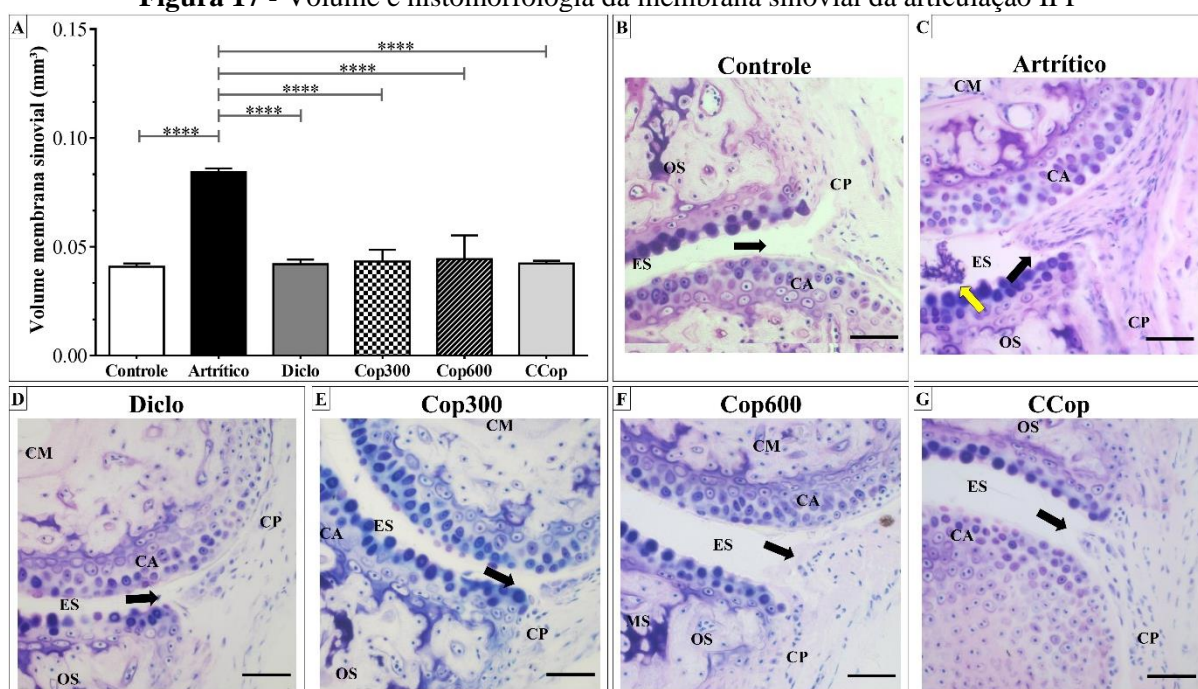 Figura 17 - Volume e histomorfologia da membrana sinovial da articulação IFP
A
Volume membrana sinovial (mm³)
0.15
0.10
0.05
0.00
****
****
****
****
****
Controle Artrítico Diclo Cop300 Cop600 CCop
B
Controle
OS
CP
ES
CA
C
Artrítico
CM
CA
ES
CP
OS
D
Diclo
CM
CP
CA
ES
OS
E
Cop300
CM
CA
ES
CP
OS
F
Cop600
CM
CA
ES
MS
OS
CP
G
CCop
OS
ES
CA
CP